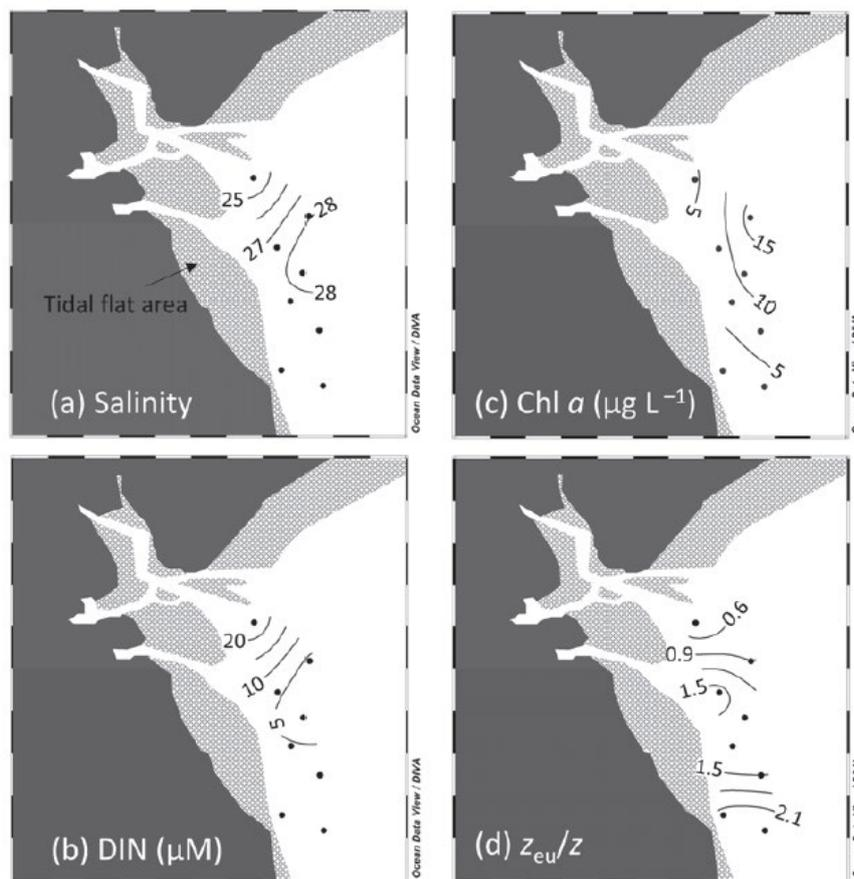 25
28
27
28
Tidal flat area
(a) Salinity
Ocean Data View / DIVA
5
15
10
5
(c) Chl a (µg L⁻¹)
20
10
5
(b) DIN (µM)
Ocean Data View / DIVA
0.6
0.9
1.5
1.5
2.1
(d) z_eu/z